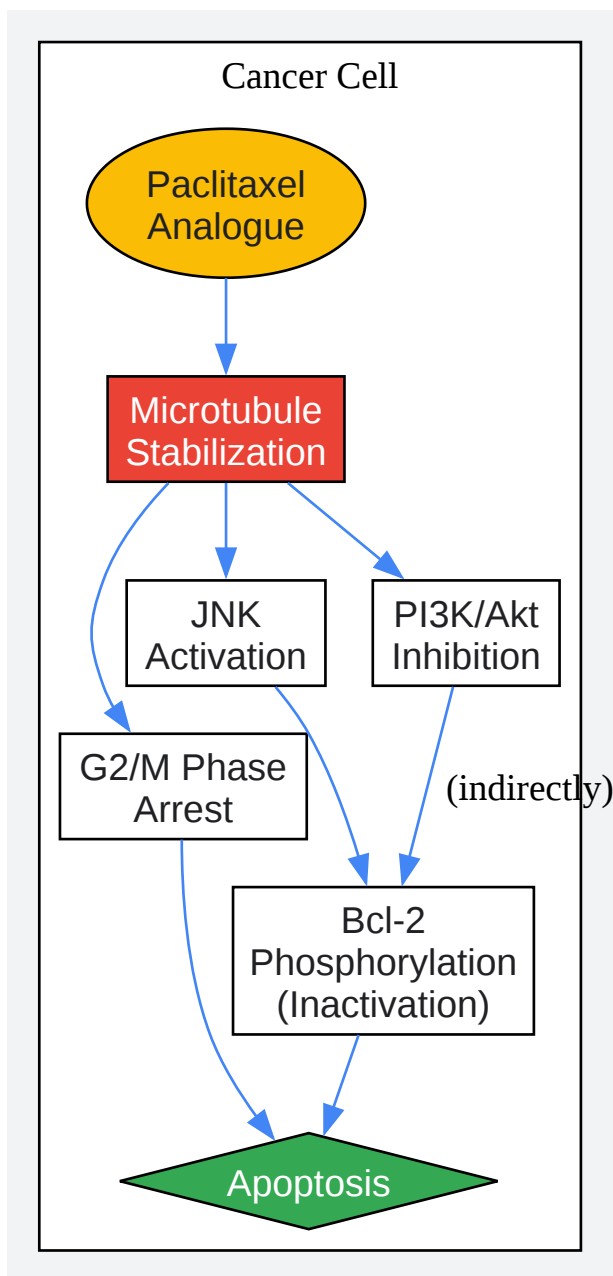 Cancer Cell
Paclitaxel
Analogue
Microtubule
Stabilization
JNK
Activation
PI3K/Akt
Inhibition
G2/M Phase
Arrest
(indirectly)
Bcl-2
Phosphorylation
(Inactivation)
Apoptosis